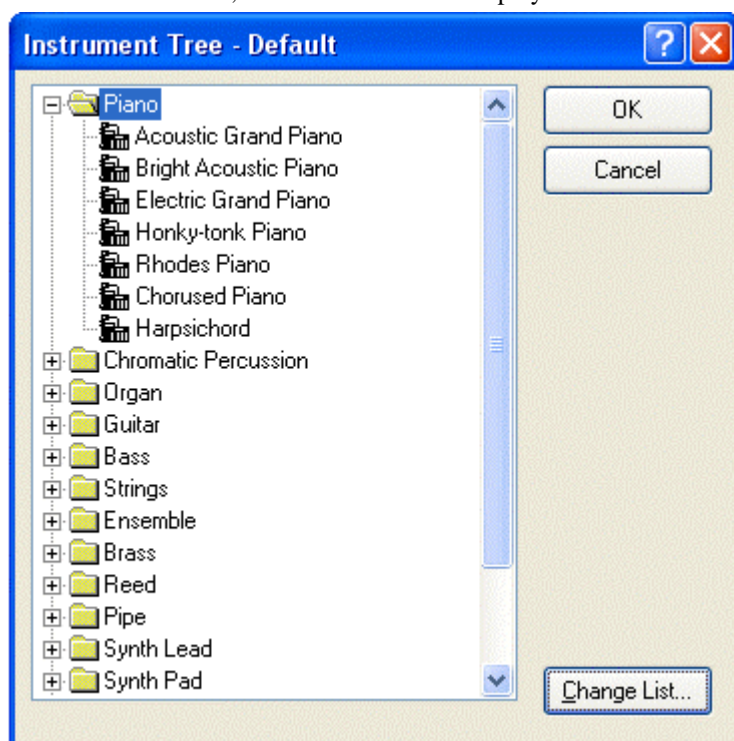 Instrument Tree - Default
Piano
Acoustic Grand Piano
Bright Acoustic Piano
Electric Grand Piano
Honky-tonk Piano
Rhodes Piano
Chorused Piano
Harpsichord
Chromatic Percussion
Organ
Guitar
Bass
Strings
Ensemble
Brass
Reed
Pipe
Synth Lead
Synth Pad
OK
Cancel
Change List...